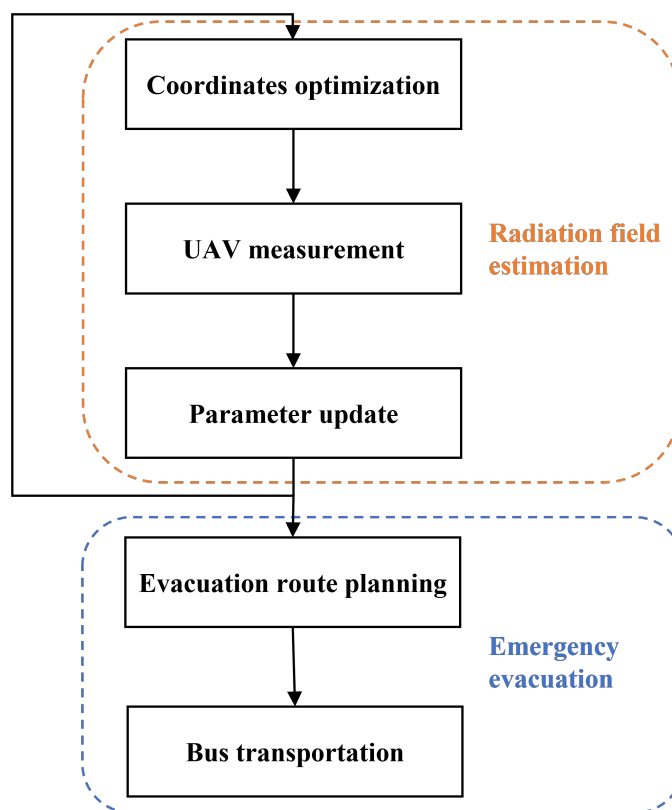 Coordinates optimization
UAV measurement
Radiation field
estimation
Parameter update
Evacuation route planning
Emergency
evacuation
Bus transportation